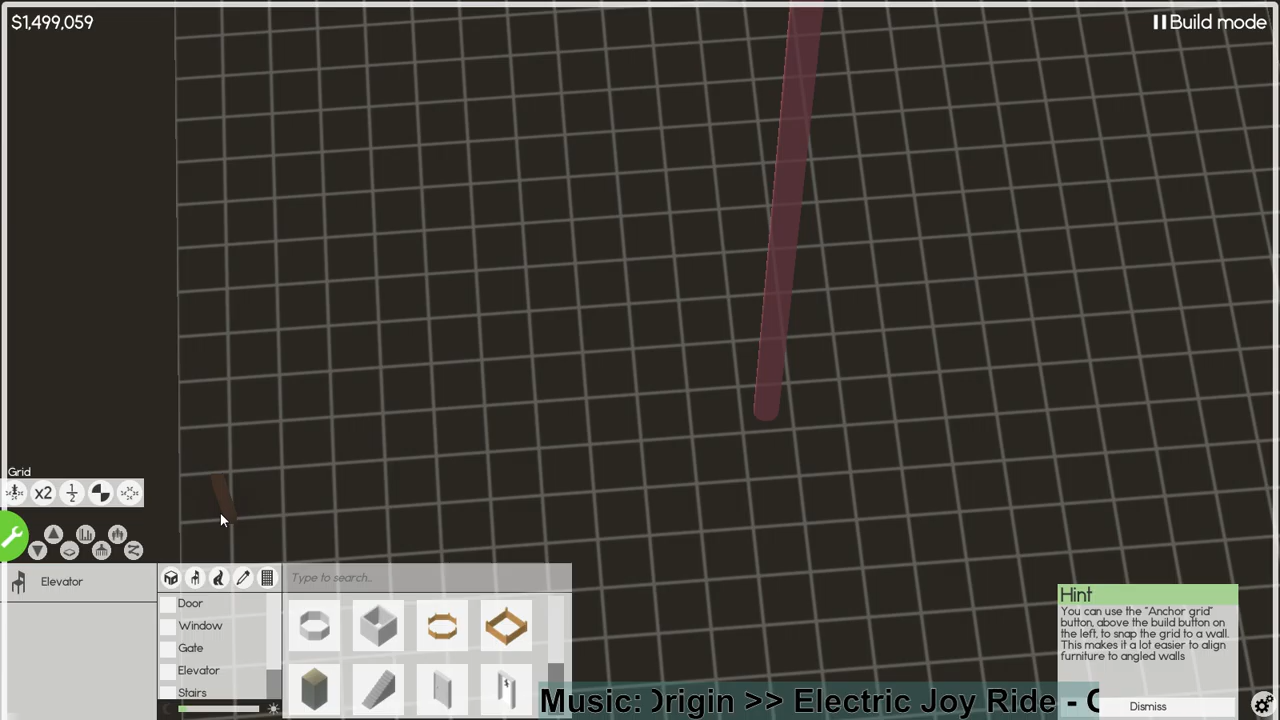 $1,499,059
Build mode
Grid
x2
1/2
Elevator
Type to search..
Door
Window
Gate
Elevator
Stairs
Hint
You can use the "Anchor grid"
button, above the build button on
the left, to snap the grid to a wall.
This makes it a lot easier to align
furniture to angled walls
Dismiss
Music: Origin >> Electric Joy Ride -